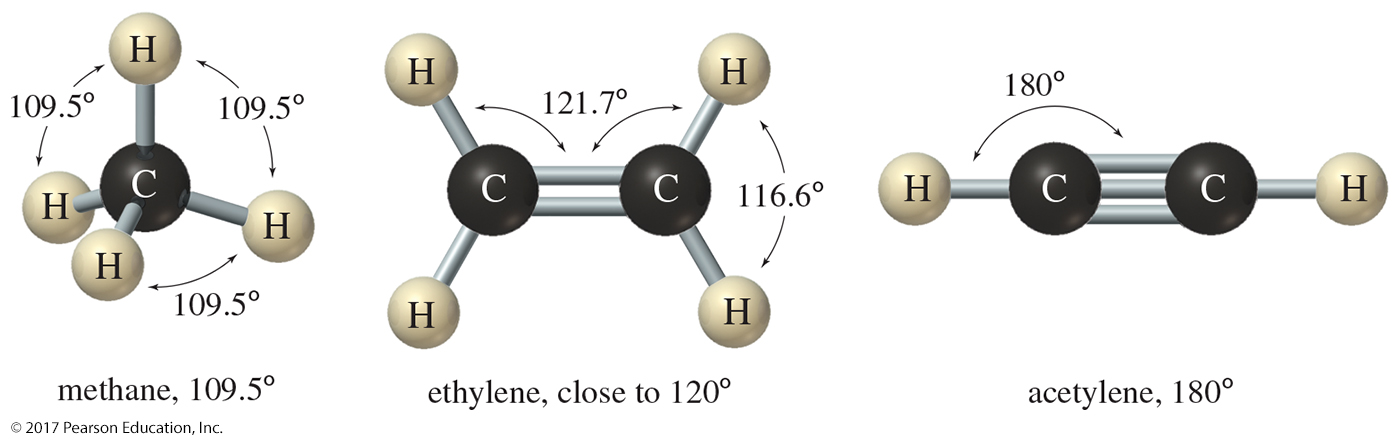 H
109.5°
109.5°
H
C
H
H
109.5°
methane, 109.5°
H
H
121.7°
C
C
116.6°
H
H
ethylene, close to 120°
180°
H
C
C
H
acetylene, 180°
© 2017 Pearson Education, Inc.